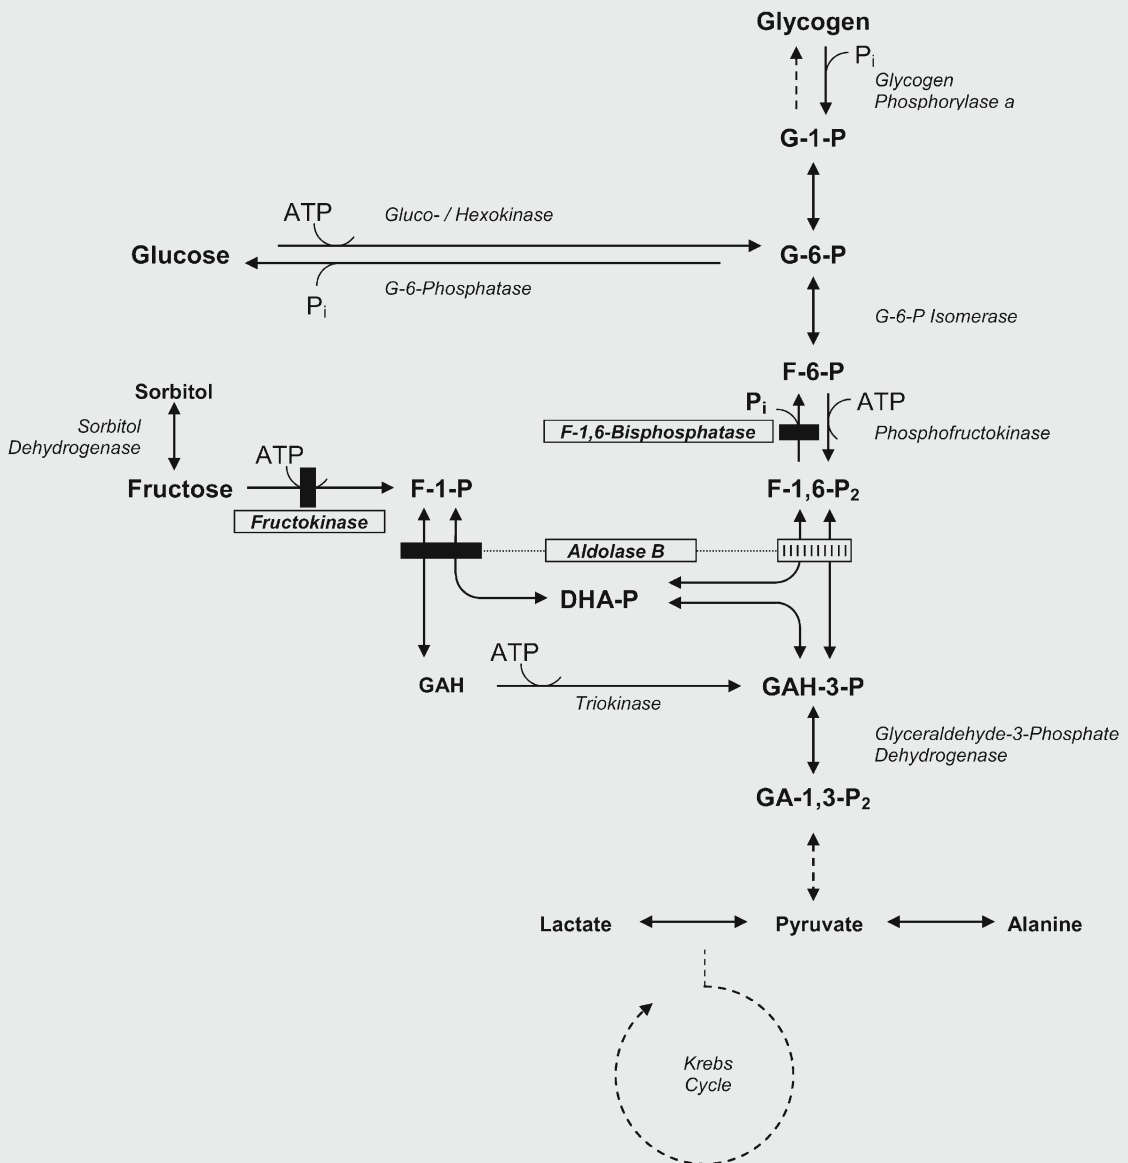 Glycogen
Pi
Glycogen
Phosphorylase a
G-1-P
ATP
Gluco- / Hexokinase
Glucose
G-6-P
G-6-Phosphatase
Pi
G-6-P Isomerase
F-6-P
Sorbitol
Pi
ATP
Sorbitol
Dehydrogenase
F-1,6-Bisphosphatase
Phosphofructokinase
ATP
Fructose
F-1-P
F-1,6-P2
Fructokinase
Aldolase B
DHA-P
ATP
GAH
GAH-3-P
Triokinase
Glyceraldehyde-3-Phosphate
Dehydrogenase
GA-1,3-P2
Lactate
Pyruvate
Alanine
Krebs
Cycle